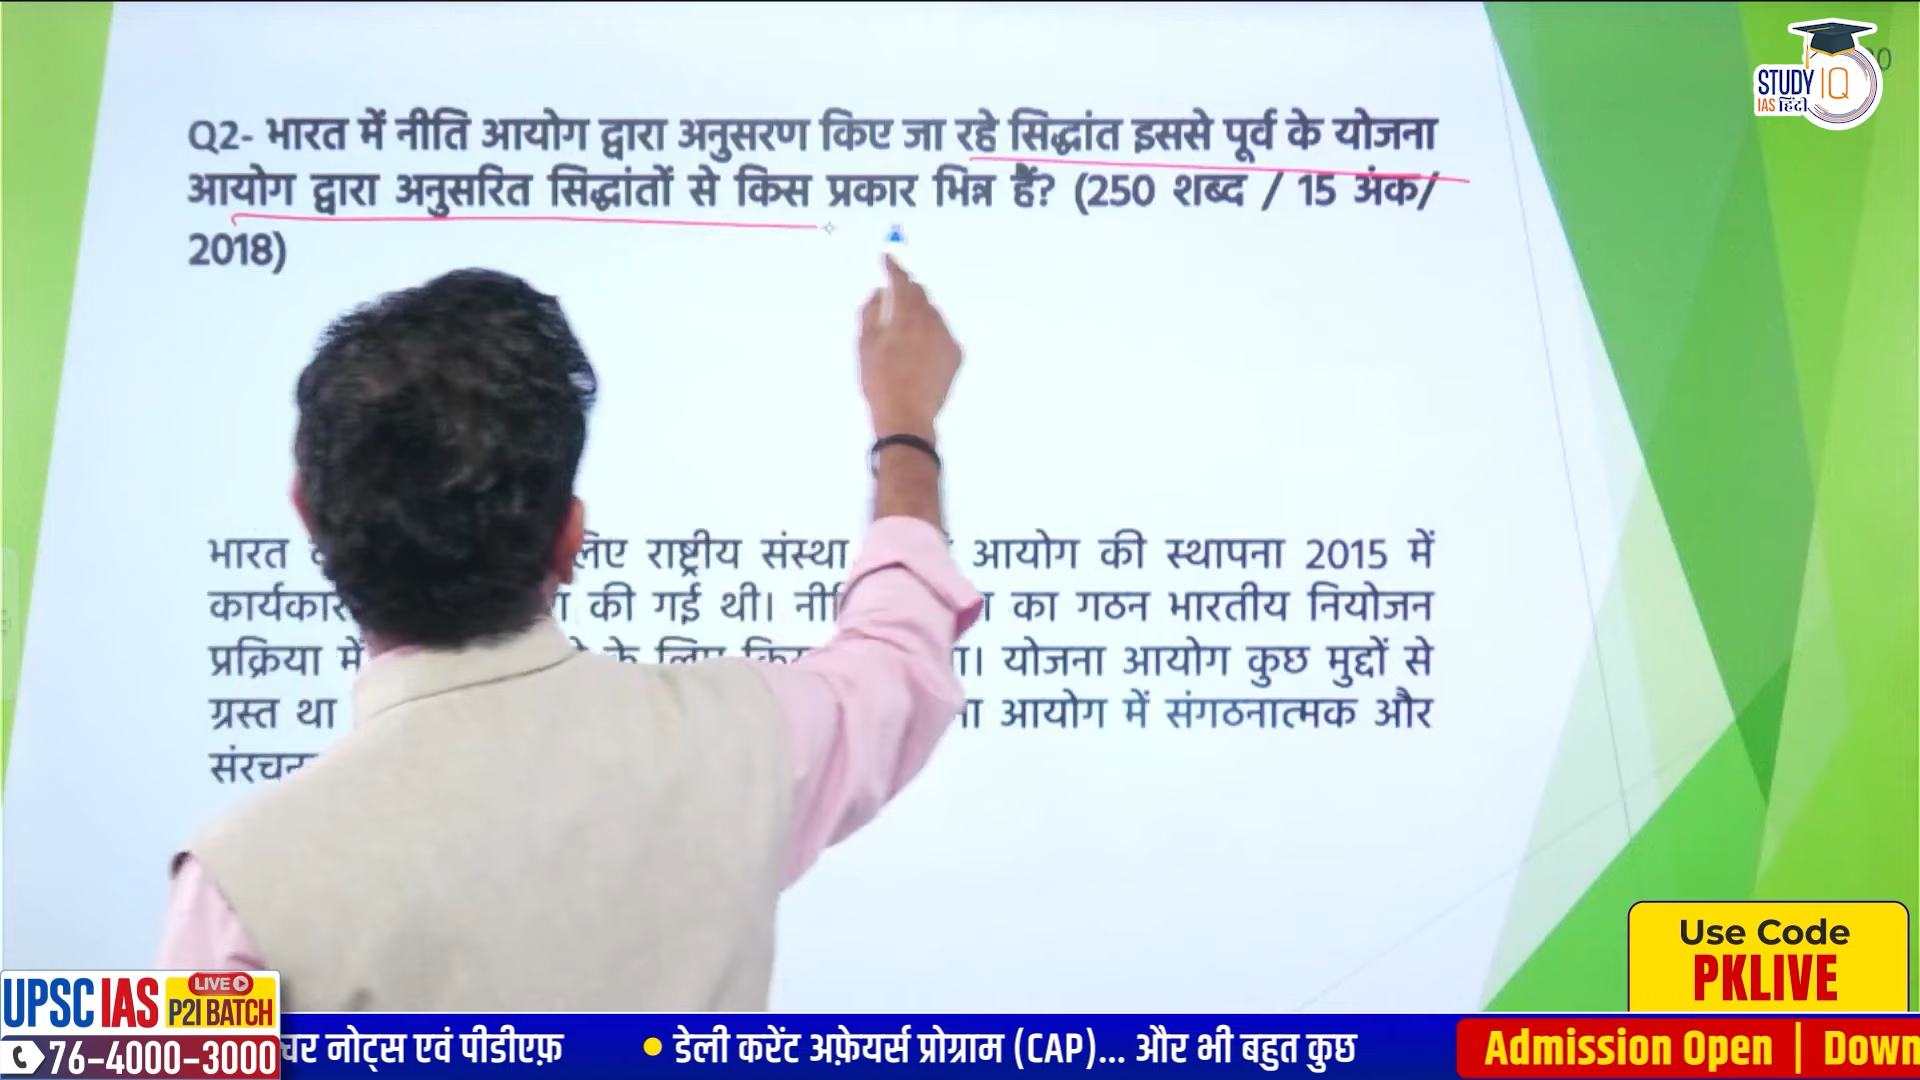 STUDY IQ
IAS हिंदी
Q2- भारत में नीति आयोग द्वारा अनुसरण किए जा रहे सिद्धांत इससे पूर्व के योजना
आयोग द्वारा अनुसरित सिद्धांतों से किस प्रकार भिन्न हैं? (250 शब्द / 15 अंक/
2018)
भारत लिए राष्ट्रीय संस्था आयोग की स्थापना 2015 में
की गई थी। का गठन भारतीय नियोजन
प्रक्रिया में के लिए योजना आयोग कुछ मुद्दों से
ग्रस्त था आयोग में संगठनात्मक और
Use Code
PKLIVE
UPSC IAS LIVE P2I BATCH
76-4000-3000
नोट्स एवं पीडीएफ़ • डेली करेंट अफ़ेयर्स प्रोग्राम (CAP)... और भी बहुत कुछ
Admission Open | Down